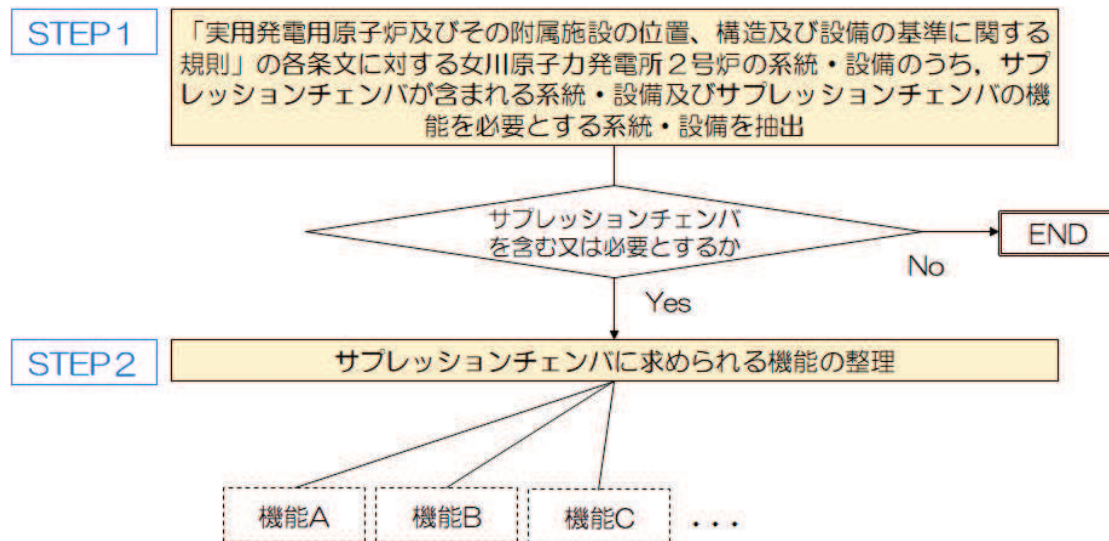 STEP1
「実用発電用原子炉及びその附属施設の位置、構造及び設備の基準に関する
規則」の各条文に対する女川原子力発電所２号炉の系統・設備のうち，サプ
レッションチェンバが含まれる系統・設備及びサプレッションチェンバの機
能を必要とする系統・設備を抽出
サプレッションチェンバ
を含む又は必要とするか
END
No
Yes
STEP2
サプレッションチェンバに求められる機能の整理
機能A
機能B
機能C
・・・